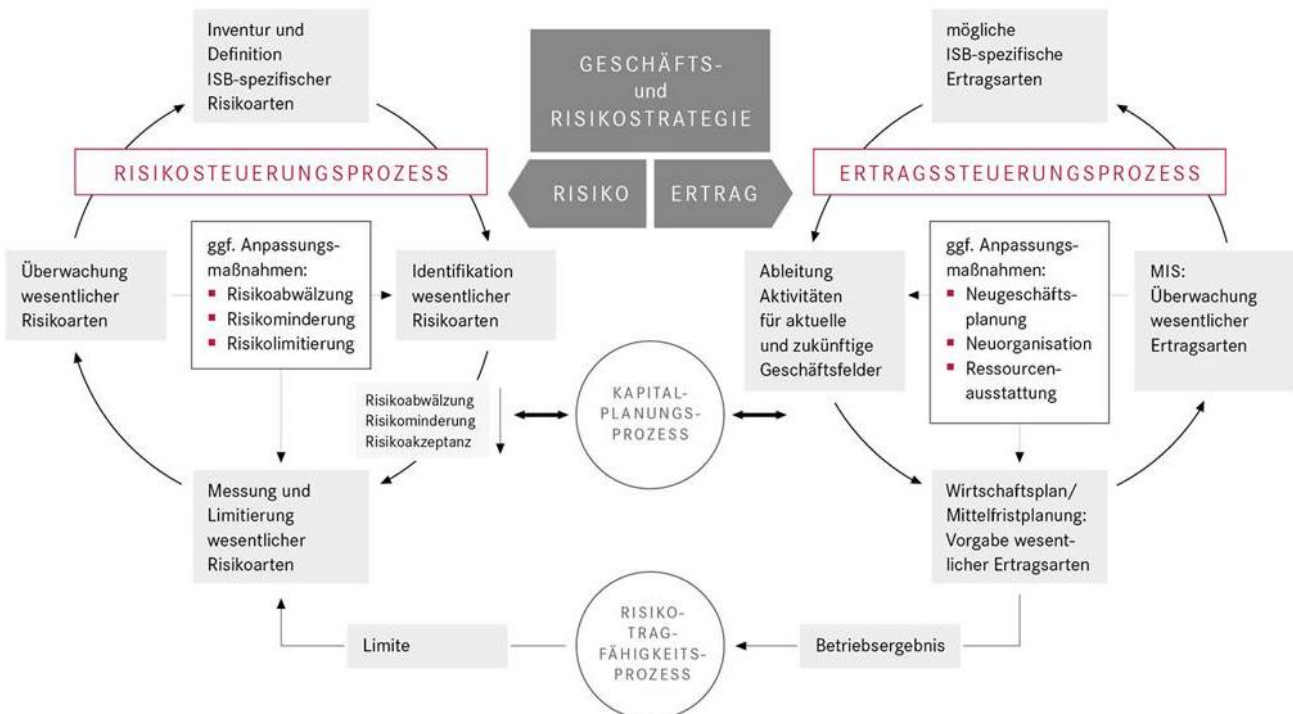 Inventur und
Definition
ISB-spezifischer
Risikoarten
GESCHÄFTS-
und
RISIKOSTRATEGIE
RISIKO
ERTRAG
mögliche
ISB-spezifische
Ertragsarten
RISIKOSTEUERUNGSPROZESS
ERTRAGSSTEUERUNGSPROZESS
Überwachung
wesentlicher
Risikoarten
ggf. Anpassungs-
maßnahmen:
Risikoabwälzung
Risikominderung
Risikolimitierung
Identifikation
wesentlicher
Risikoarten
Ableitung
Aktivitäten
für aktuelle
und zukünftige
Geschäftsfelder
ggf. Anpassungs-
maßnahmen:
Neugeschäfts-
planung
Neuorganisation
Ressourcen-
ausstattung
MIS:
Überwachung
wesentlicher
Ertragsarten
Risikoabwälzung
Risikominderung
Risikoakzeptanz
KAPITAL-
PLANUNGS-
PROZESS
Messung und
Limitierung
wesentlicher
Risikoarten
Wirtschaftsplan/
Mittelfristplanung:
Vorgabe wesent-
licher Ertragsarten
Limite
RISIKO-
TRAG-
FÄHIGKEITS-
PROZESS
Betriebsergebnis